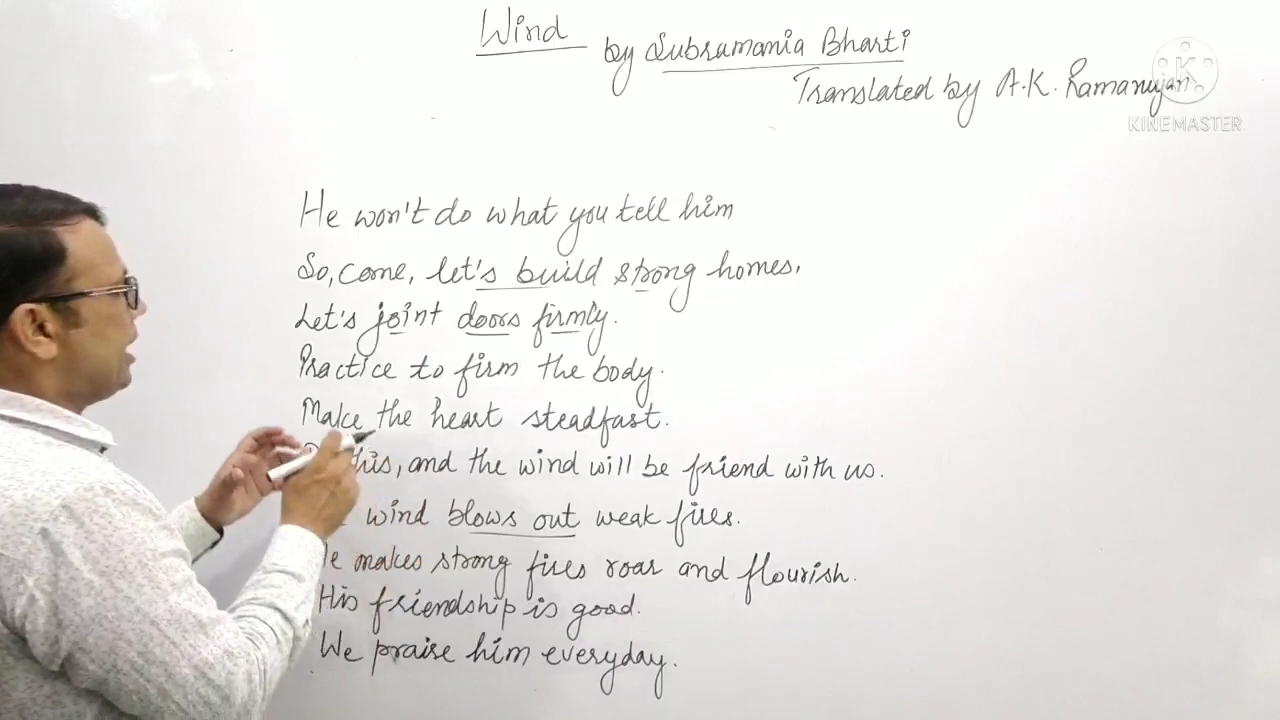 Wind
by Subramania Bharti
Translated by A.K. Ramanujan
K
KINEMASTER
He won't do what you tell him
So, come, let's build strong homes,
Let's joint doors firmly.
Practice to firm the body.
Make the heart steadfast.
this, and the wind will be friend with us.
wind blows out weak fires.
He makes strong fires roar and flourish.
His friendship is good.
We praise him everyday.